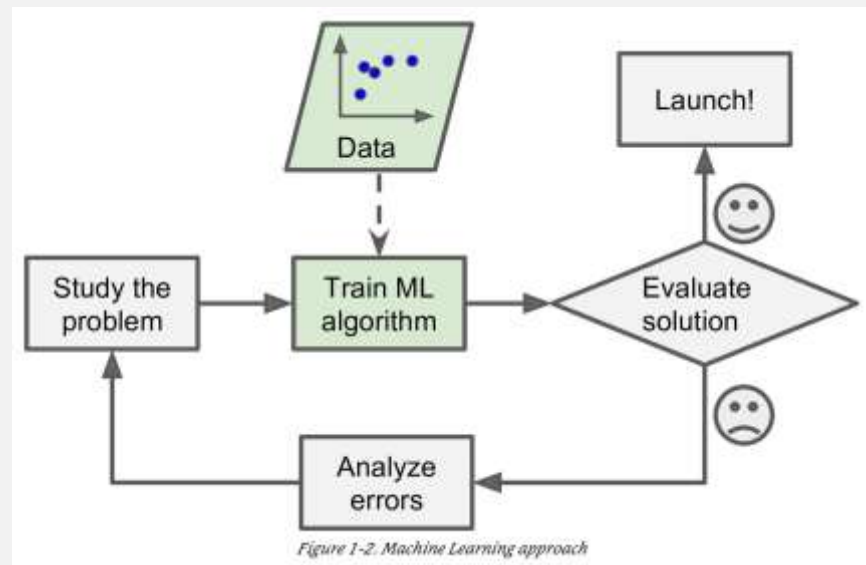 Data
Launch!
Study the
problem
Train ML
algorithm
Evaluate
solution
Analyze
errors
Figure 1-2. Machine Learning approach